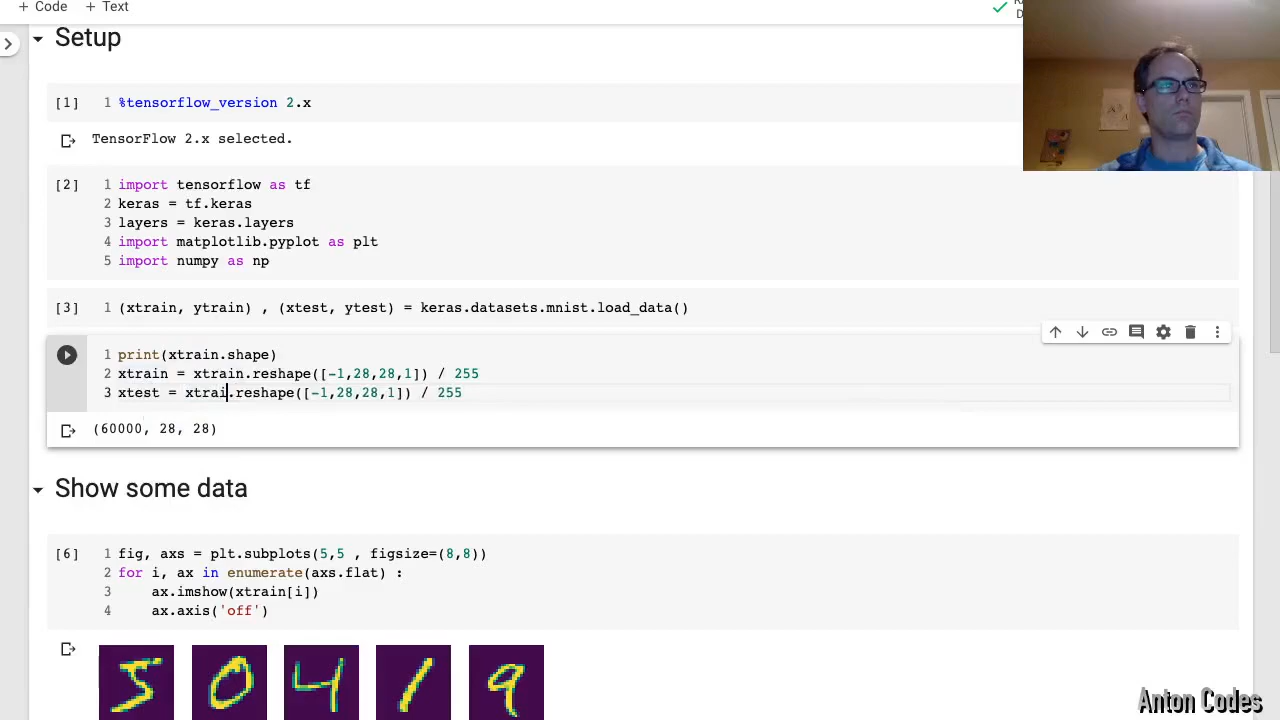 + Code + Text
Setup
[1] 1 %tensorflow_version 2.x
TensorFlow 2.x selected.
[2] 1 import tensorflow as tf
2 keras = tf.keras
3 layers = keras.layers
4 import matplotlib.pyplot as plt
5 import numpy as np
[3] 1 (xtrain, ytrain) , (xtest, ytest) = keras.datasets.mnist.load_data()
1 print(xtrain.shape)
2 xtrain = xtrain.reshape([-1,28,28,1]) / 255
3 xtest = xtrai.reshape([-1,28,28,1]) / 255
(60000, 28, 28)
Show some data
[6] 1 fig, axs = plt.subplots(5,5 , figsize=(8,8))
2 for i, ax in enumerate(axs.flat) :
3 ax.imshow(xtrain[i])
4 ax.axis('off')
5 0 4 1 9
Anton Codes